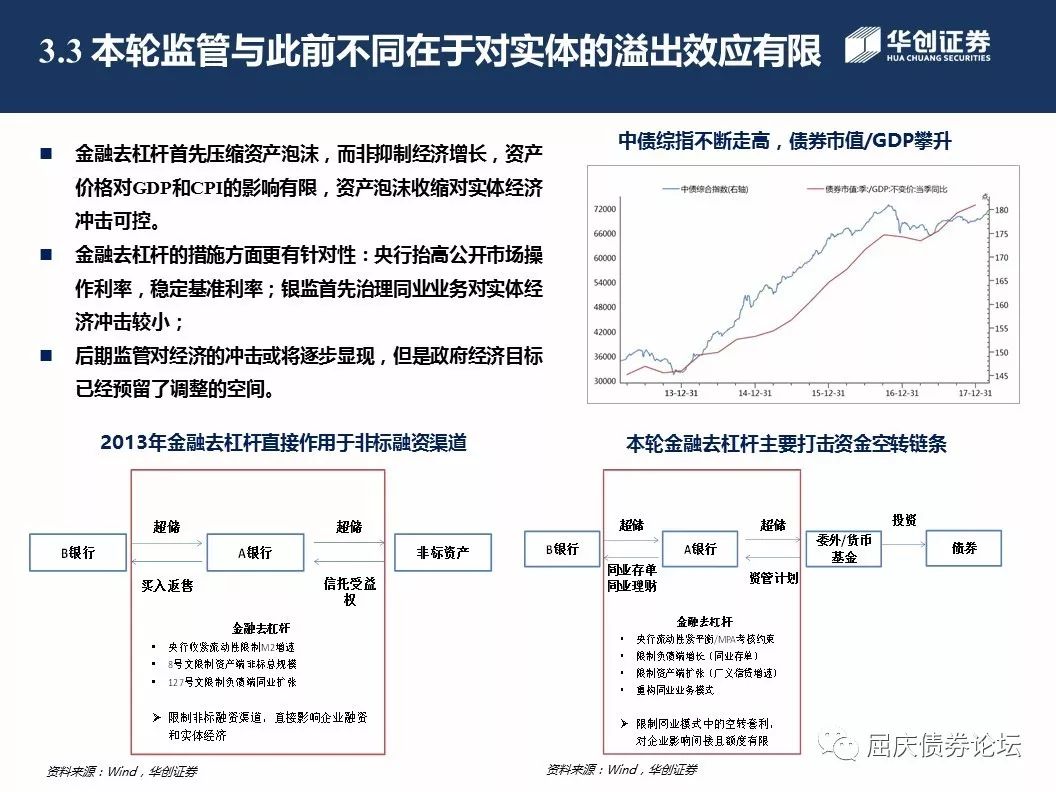 3.3 本轮监管与此前不同在于对实体的溢出效应有限
华创证券
HUA CHUANG SECURITIES
■ 金融去杠杆首先压缩资产泡沫，而非抑制经济增长，资产
价格对GDP和CPI的影响有限，资产泡沫收缩对实体经济
冲击可控。
■ 金融去杠杆的措施方面更有针对性：央行抬高公开市场操
作利率，稳定基准利率；银监首先治理同业业务对实体经
济冲击较小；
■ 后期监管对经济的冲击或将逐步显现，但是政府经济目标
已经预留了调整的空间。
中债综指不断走高，债券市值/GDP攀升
中债综合指数(右轴)
债券市值:季:/GDP:不变价:当季同比
点
72000
66000
60000
54000
48000
42000
36000
30000
180
175
170
165
160
155
150
145
13-12-31
14-12-31
15-12-31
16-12-31
17-12-31
2013年金融去杠杆直接作用于非标融资渠道
B银行
超储
买入返售
A银行
超储
信托受益
权
非标资产
金融去杠杆
• 央行收紧流动性限制M2增速
• 8号文限制资产端非标总规模
• 127号文限制负债端同业扩张
➢ 限制非标融资渠道，直接影响企业融资
和实体经济
资料来源：Wind，华创证券
本轮金融去杠杆主要打击资金空转链条
B银行
超储
同业存单
同业理财
A银行
超储
资管计划
委外/货币
基金
投资
债券
金融去杠杆
• 央行流动性紧平衡/MPA考核约束
• 限制负债端增长（同业存单）
• 限制资产端扩张（广义信贷增速）
• 重构同业业务模式
➢ 限制同业模式中的空转套利，
对企业影响间接且额度有限
资料来源：Wind，华创证券
屈庆债券论坛